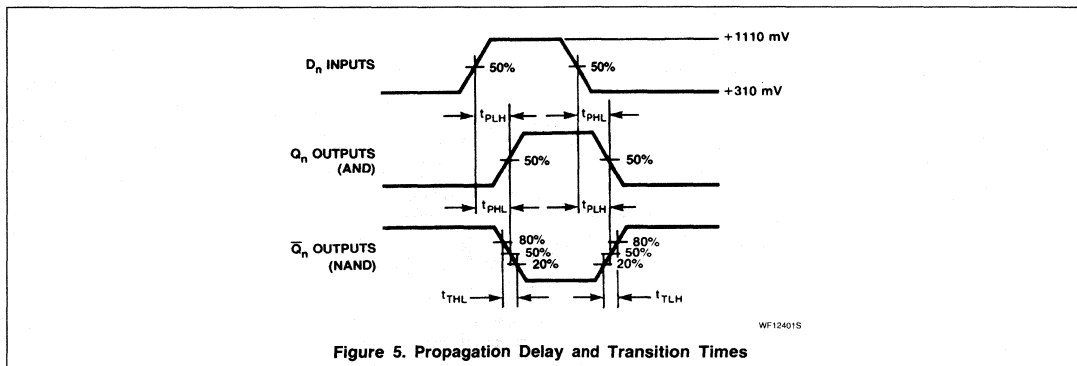 +1110 mV
Dn INPUTS
50%
50%
+310 mV
tPLH
tPHL
Qn OUTPUTS
(AND)
50%
50%
tPHL
tPLH
Q̅n OUTPUTS
(NAND)
80%
50%
20%
80%
50%
20%
tTHL
tTLH
WF12401S
Figure 5. Propagation Delay and Transition Times